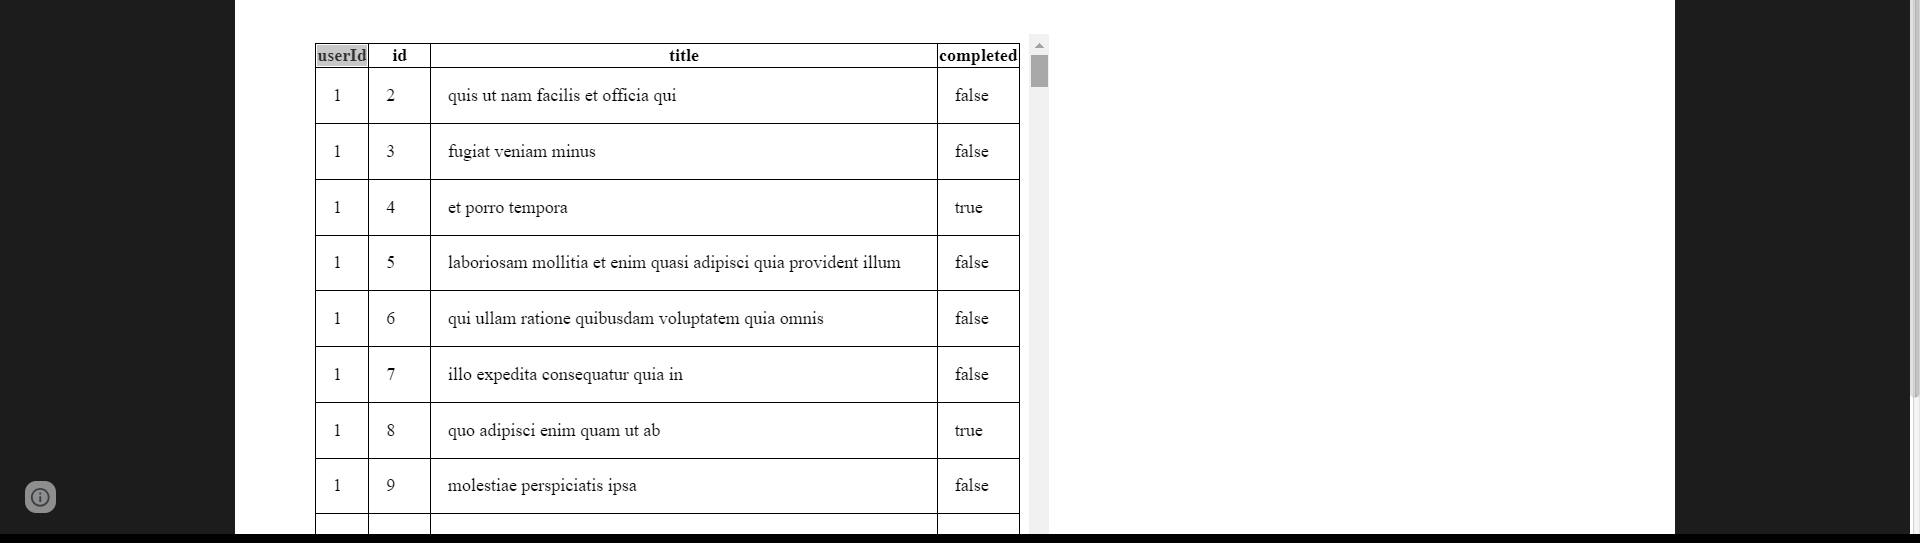 userId id title completed
1 2 quis ut nam facilis et officia qui false
1 3 fugiat veniam minus false
1 4 et porro tempora true
1 5 laboriosam mollitia et enim quasi adipisci quia provident illum false
1 6 qui ullam ratione quibusdam voluptatem quia omnis false
1 7 illo expedita consequatur quia in false
1 8 quo adipisci enim quam ut ab true
1 9 molestiae perspiciatis ipsa false